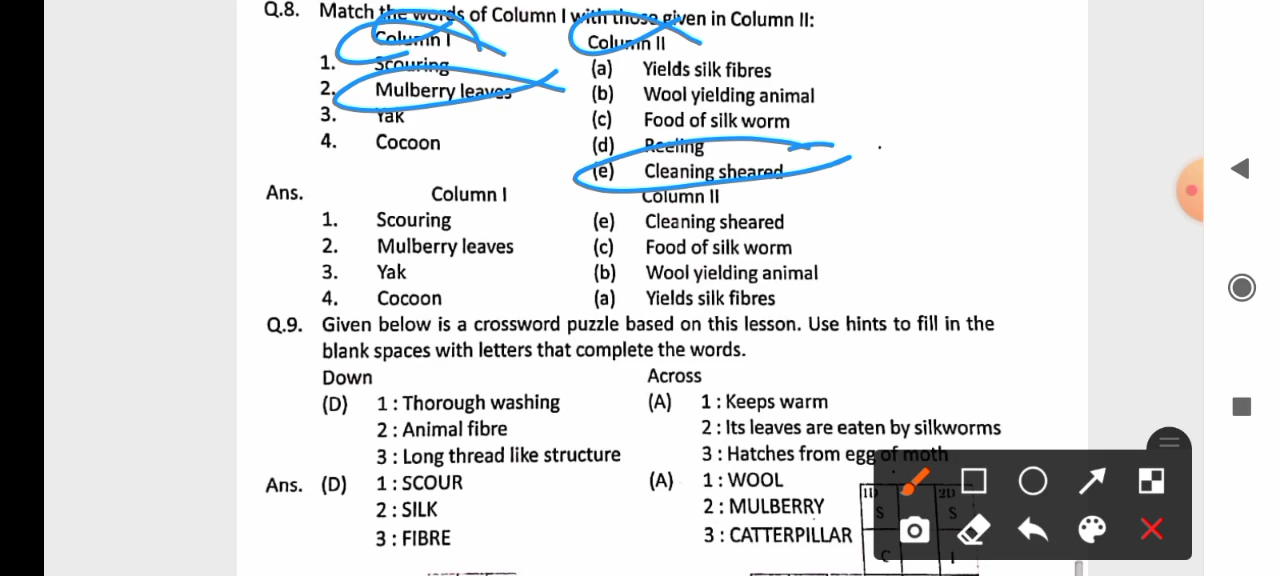 Q.8. Match the words of Column I with those given in Column II:
Column I Column II
1. Scouring (a) Yields silk fibres
2. Mulberry leaves (b) Wool yielding animal
3. Yak (c) Food of silk worm
4. Cocoon (d) Reeling
(e) Cleaning sheared
Ans. Column I Column II
1. Scouring (e) Cleaning sheared
2. Mulberry leaves (c) Food of silk worm
3. Yak (b) Wool yielding animal
4. Cocoon (a) Yields silk fibres
Q.9. Given below is a crossword puzzle based on this lesson. Use hints to fill in the
blank spaces with letters that complete the words.
Down Across
(D) 1 : Thorough washing (A) 1 : Keeps warm
2 : Animal fibre 2 : Its leaves are eaten by silkworms
3 : Long thread like structure 3 : Hatches from egg of moth
Ans. (D) 1 : SCOUR (A) 1 : WOOL
2 : SILK 2 : MULBERRY
3 : FIBRE 3 : CATTERPILLAR
1D 2D
S S
C I